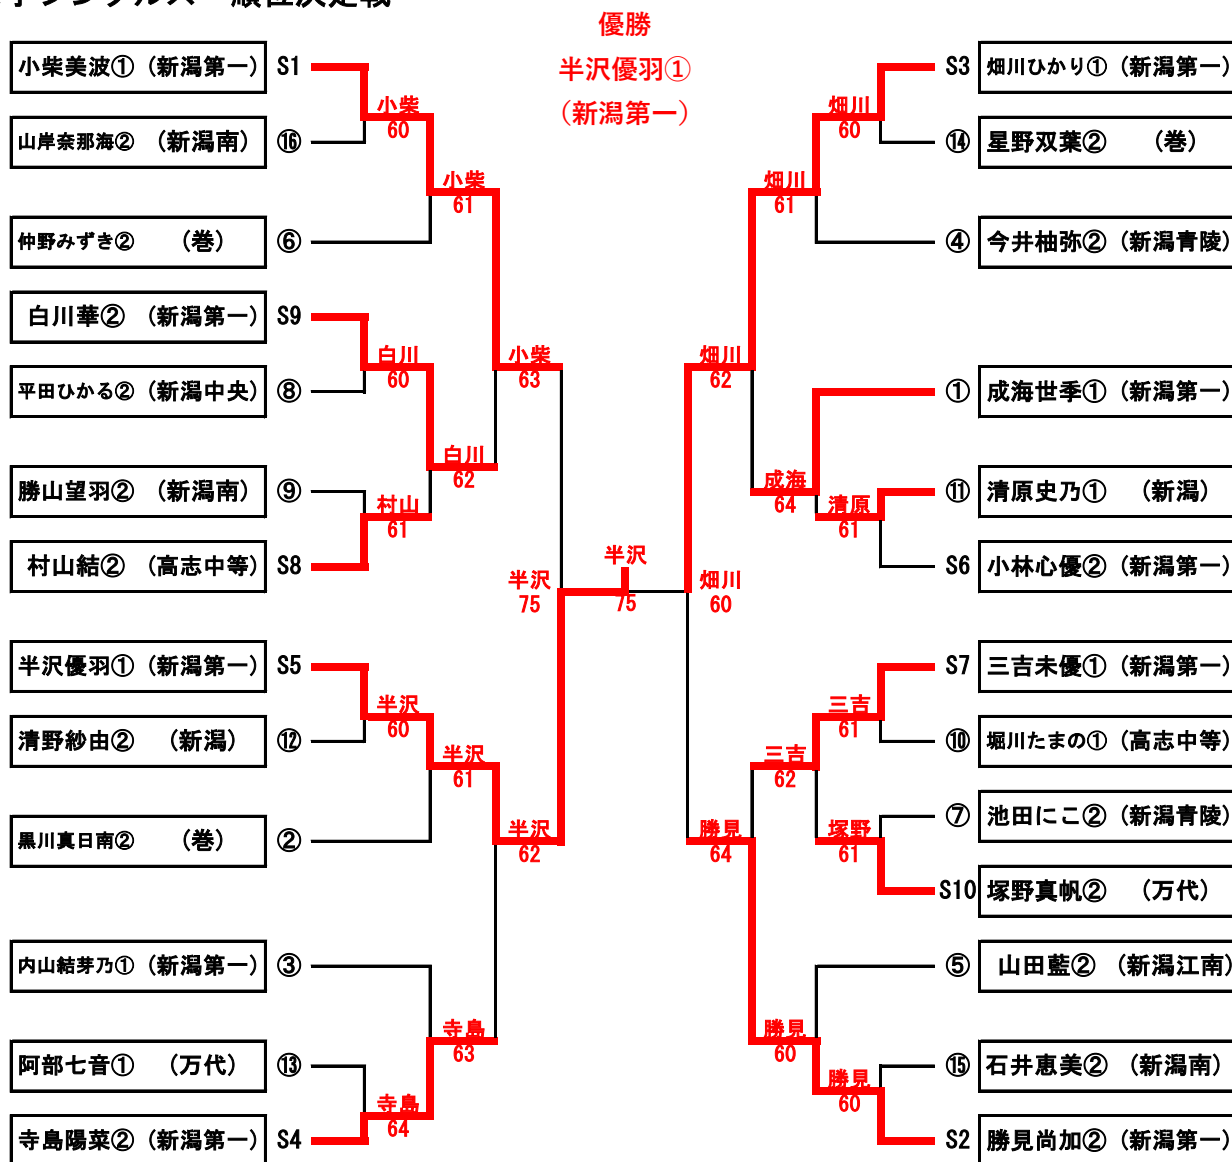 優勝
半沢優羽①
(新潟第一)
小柴美波① (新潟第一) S1
山岸奈那海② (新潟南) ⑯
仲野みずき② (巻) ⑥
白川華② (新潟第一) S9
平田ひかる② (新潟中央) ⑧
勝山望羽② (新潟南) ⑨
村山結② (高志中等) S8
半沢優羽① (新潟第一) S5
清野紗由② (新潟) ⑫
黒川真日南② (巻) ②
内山結芽乃① (新潟第一) ③
阿部七音① (万代) ⑬
寺島陽菜② (新潟第一) S4
小柴
60
白川
60
村山
61
半沢
60
寺島
64
小柴
61
白川
62
半沢
61
寺島
63
小柴
63
半沢
62
半沢
75
半沢
75
畑川
60
畑川
62
勝見
64
畑川
61
成海
64
三吉
62
勝見
60
畑川
60
清原
61
三吉
61
塚野
61
勝見
60
S3 畑川ひかり① (新潟第一)
⑭ 星野双葉② (巻)
④ 今井柚弥② (新潟青陵)
① 成海世季① (新潟第一)
⑪ 清原史乃① (新潟)
S6 小林心優② (新潟第一)
S7 三吉未優① (新潟第一)
⑩ 堀川たまの① (高志中等)
⑦ 池田にこ② (新潟青陵)
S10 塚野真帆② (万代)
⑤ 山田藍② (新潟江南)
⑮ 石井恵美② (新潟南)
S2 勝見尚加② (新潟第一)